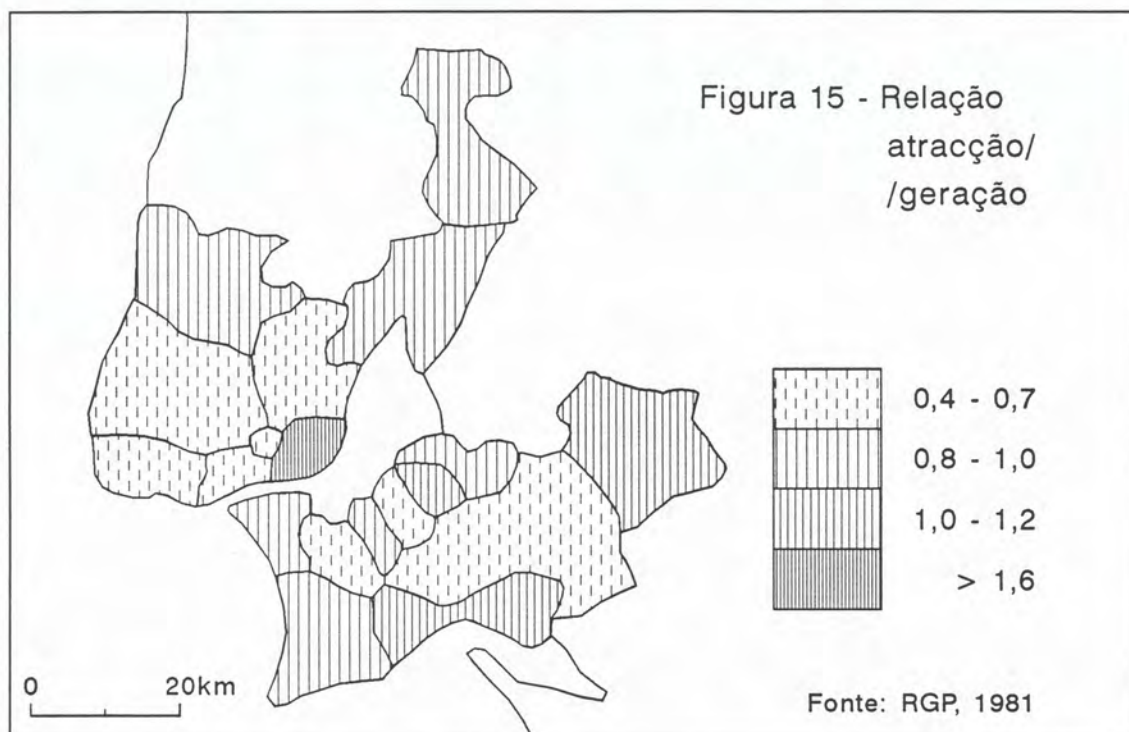 Figura 15 - Relação
atracção/
/geração
0,4 - 0,7
0,8 - 1,0
1,0 - 1,2
> 1,6
0 20km
Fonte: RGP, 1981